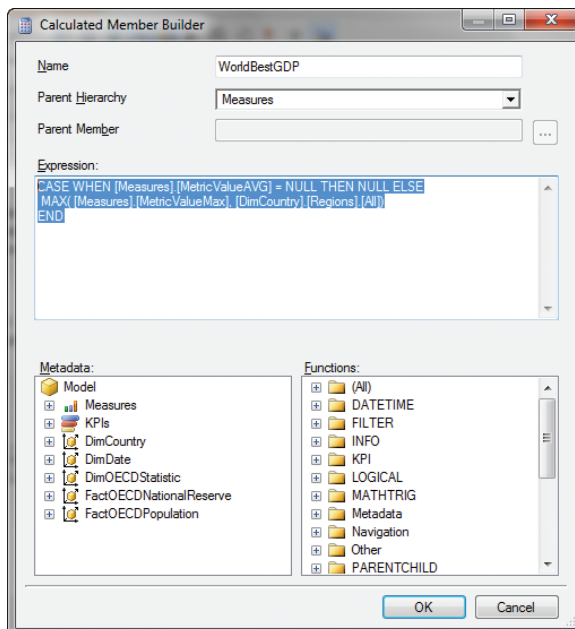 Calculated Member Builder
Name
WorldBestGDP
Parent Hierarchy
Measures
Parent Member
...
Expression:
CASE WHEN [Measures].[MetricValueAVG] = NULL THEN NULL ELSE
MAX( [Measures].[MetricValueMax], [DimCountry].[Regions].[All])
END
Metadata:
Model
Measures
KPIs
DimCountry
DimDate
DimOECDStatistic
FactOECDNationalReserve
FactOECDPopulation
Functions:
(All)
DATETIME
FILTER
INFO
KPI
LOGICAL
MATHTRIG
Metadata
Navigation
Other
PARENTCHILD
OK
Cancel